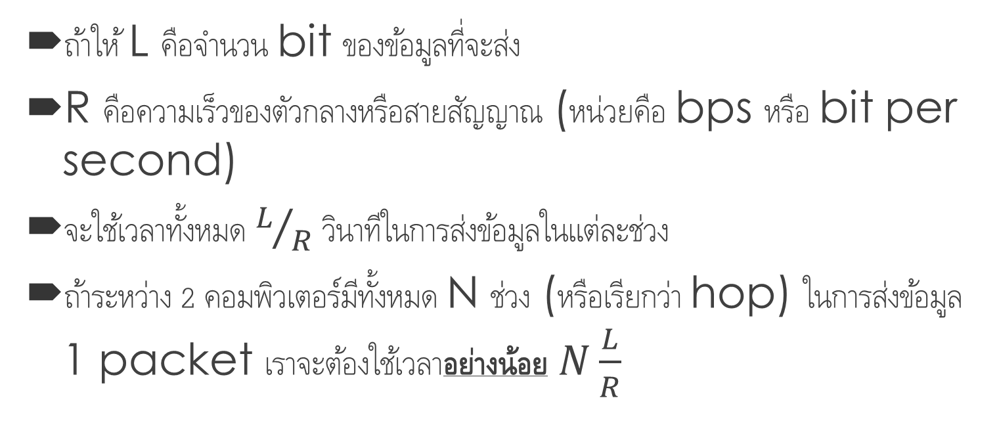 ถ้าให้ L คือจำนวน bit ของข้อมูลที่จะส่ง
R คือความเร็วของตัวกลางหรือสายสัญญาณ (หน่วยคือ bps หรือ bit per
second)
จะใช้เวลาทั้งหมด L/R วินาทีในการส่งข้อมูลในแต่ละช่วง
ถ้าระหว่าง 2 คอมพิวเตอร์มีทั้งหมด N ช่วง (หรือเรียกว่า hop) ในการส่งข้อมูล
1 packet เราจะต้องใช้เวลาอย่างน้อย N L/R